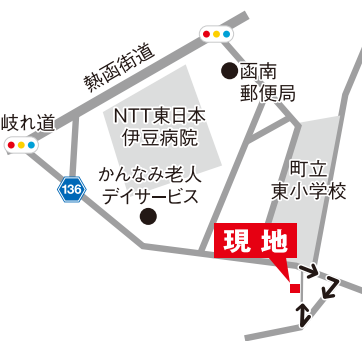 熱函街道
函南
郵便局
岐れ道
NTT東日本
伊豆病院
町立
東小学校
かんなみ老人
デイサービス
136
現地